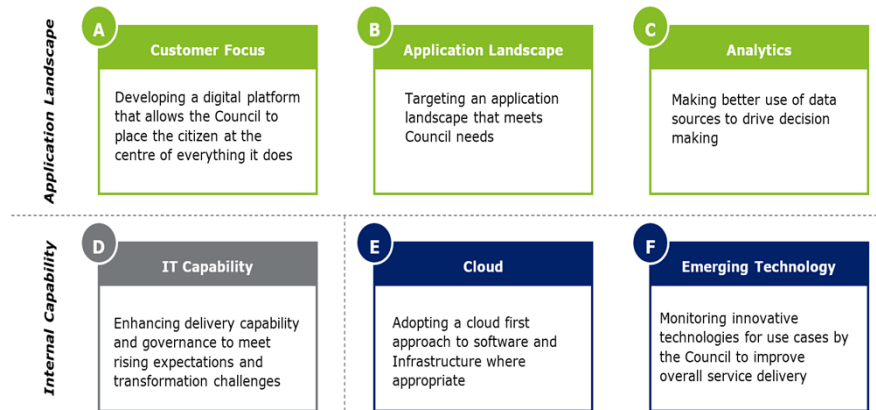 Application Landscape
A
Customer Focus
Developing a digital platform
that allows the Council to
place the citizen at the
centre of everything it does
B
Application Landscape
Targeting an application
landscape that meets
Council needs
C
Analytics
Making better use of data
sources to drive decision
making
Internal Capability
D
IT Capability
Enhancing delivery capability
and governance to meet
rising expectations and
transformation challenges
E
Cloud
Adopting a cloud first
approach to software and
Infrastructure where
appropriate
F
Emerging Technology
Monitoring innovative
technologies for use cases by
the Council to improve
overall service delivery